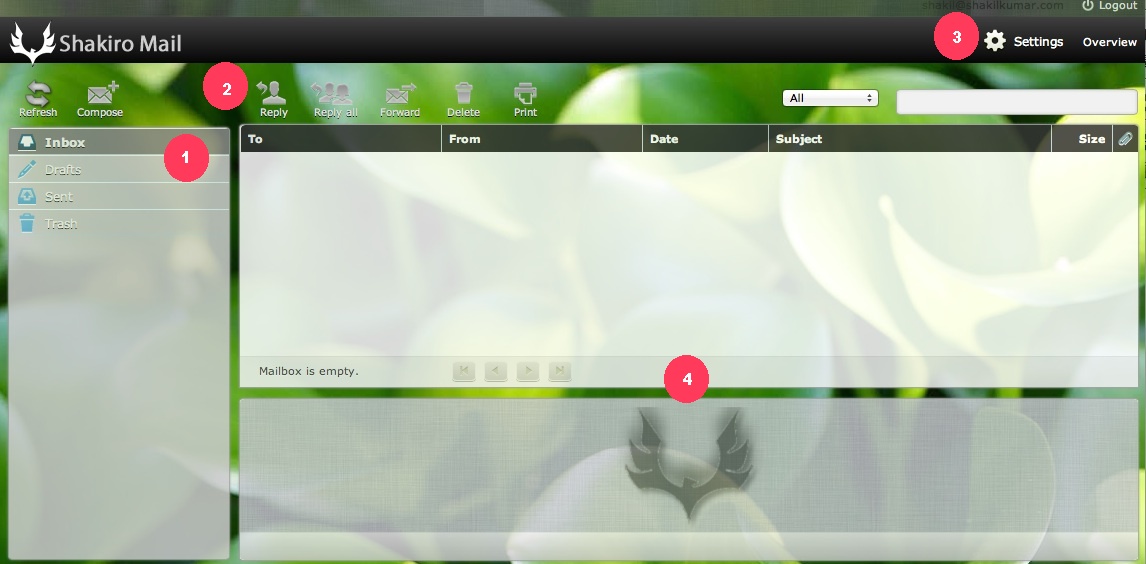 shakil@shakilkumar.com Logout
Shakiro Mail 3 Settings Overview
2
Refresh Compose Reply Reply all Forward Delete Print All
Inbox To From Date Subject Size
1
Drafts
Sent
Trash
Mailbox is empty.
4